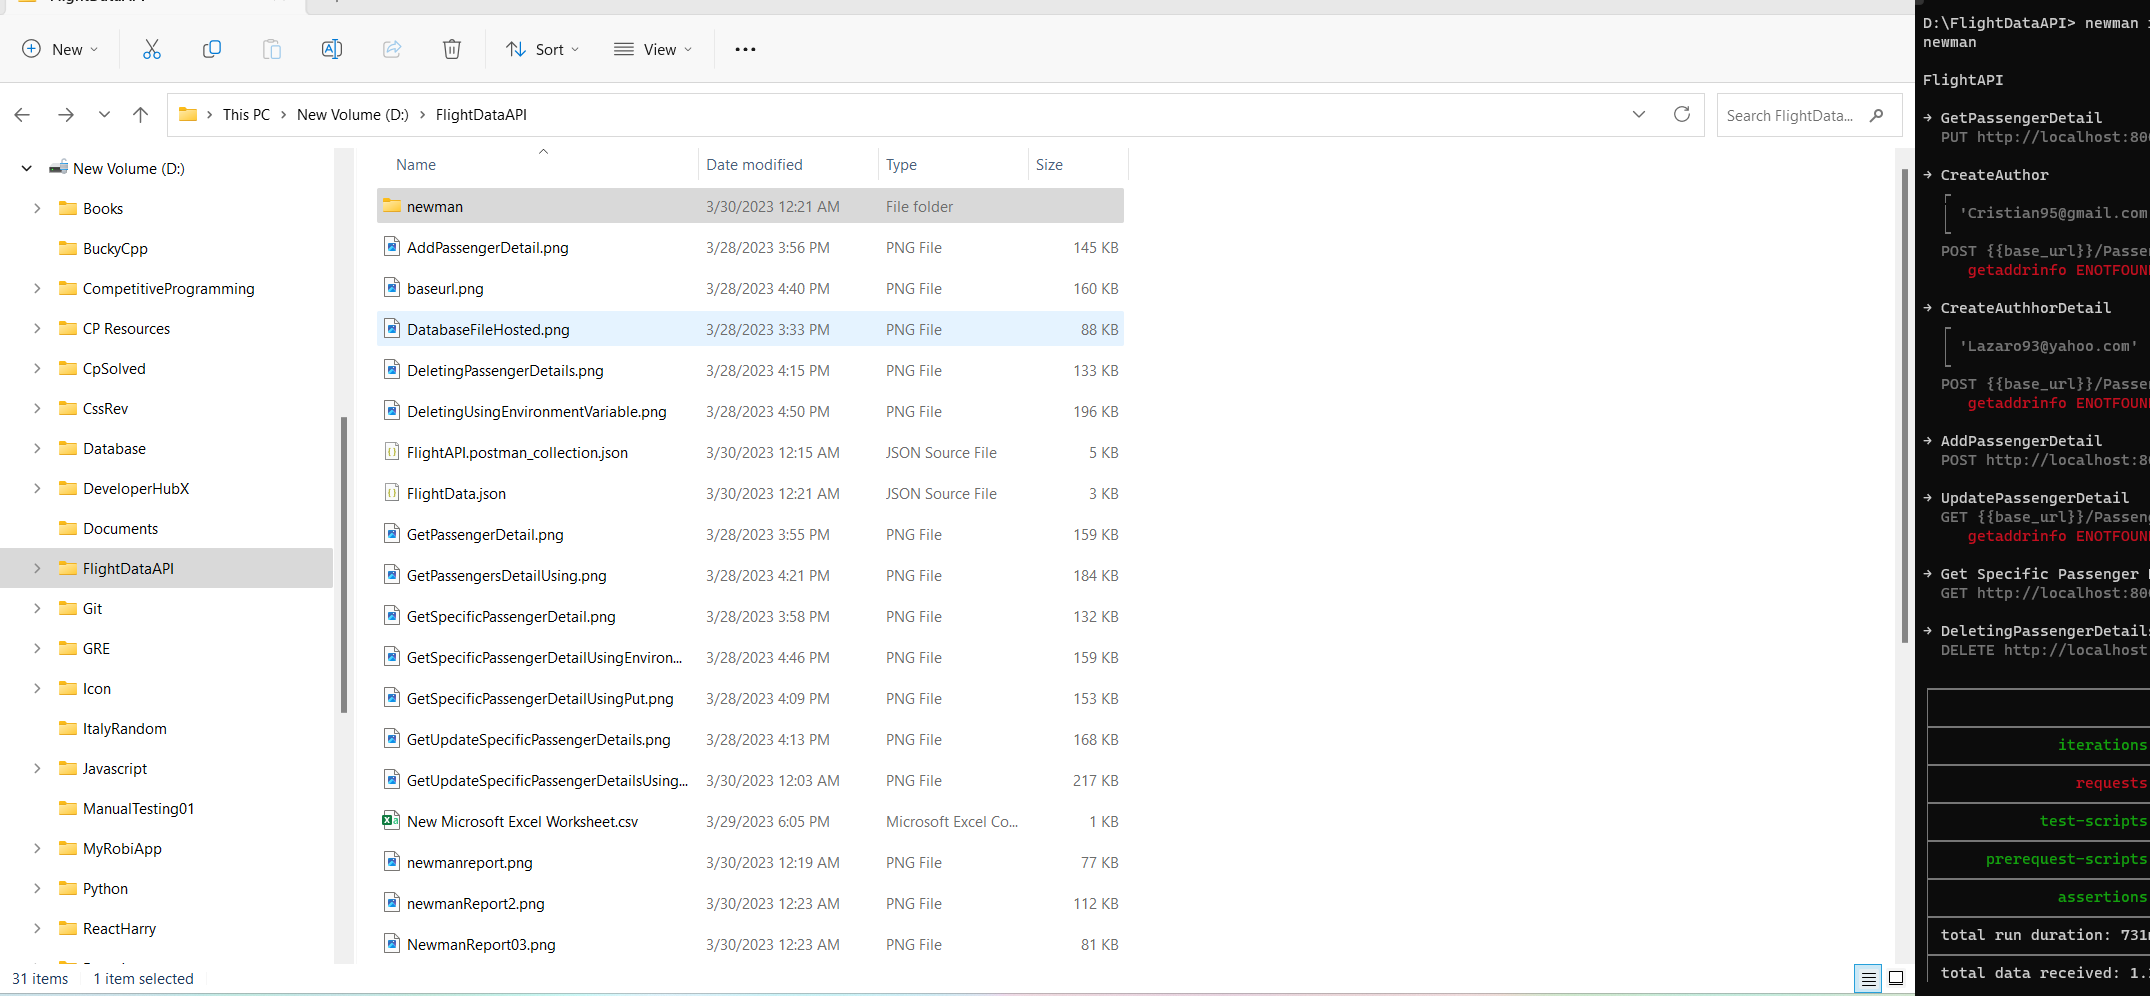 New
Sort
View
This PC > New Volume (D:) > FlightDataAPI
Search FlightData...
New Volume (D:)
Books
BuckyCpp
CompetitiveProgramming
CP Resources
CpSolved
CssRev
Database
DeveloperHubX
Documents
FlightDataAPI
Git
GRE
Icon
ItalyRandom
Javascript
ManualTesting01
MyRobiApp
Python
ReactHarry
Name Date modified Type Size
newman 3/30/2023 12:21 AM File folder
AddPassengerDetail.png 3/28/2023 3:56 PM PNG File 145 KB
baseurl.png 3/28/2023 4:40 PM PNG File 160 KB
DatabaseFileHosted.png 3/28/2023 3:33 PM PNG File 88 KB
DeletingPassengerDetails.png 3/28/2023 4:15 PM PNG File 133 KB
DeletingUsingEnvironmentVariable.png 3/28/2023 4:50 PM PNG File 196 KB
FlightAPI.postman_collection.json 3/30/2023 12:15 AM JSON Source File 5 KB
FlightData.json 3/30/2023 12:21 AM JSON Source File 3 KB
GetPassengerDetail.png 3/28/2023 3:55 PM PNG File 159 KB
GetPassengersDetailUsing.png 3/28/2023 4:21 PM PNG File 184 KB
GetSpecificPassengerDetail.png 3/28/2023 3:58 PM PNG File 132 KB
GetSpecificPassengerDetailUsingEnviron... 3/28/2023 4:46 PM PNG File 159 KB
GetSpecificPassengerDetailUsingPut.png 3/28/2023 4:09 PM PNG File 153 KB
GetUpdateSpecificPassengerDetails.png 3/28/2023 4:13 PM PNG File 168 KB
GetUpdateSpecificPassengerDetailsUsing... 3/30/2023 12:03 AM PNG File 217 KB
New Microsoft Excel Worksheet.csv 3/29/2023 6:05 PM Microsoft Excel Co... 1 KB
newmanreport.png 3/30/2023 12:19 AM PNG File 77 KB
newmanReport2.png 3/30/2023 12:23 AM PNG File 112 KB
NewmanReport03.png 3/30/2023 12:23 AM PNG File 81 KB
31 items 1 item selected
D:\FlightDataAPI> newman
newman
FlightAPI
→ GetPassengerDetail
PUT http://localhost:80
→ CreateAuthor
'Cristian95@gmail.com
POST {{base_url}}/Passe
getaddrinfo ENOTFOUN
→ CreateAuthhorDetail
'Lazaro93@yahoo.com'
POST {{base_url}}/Passe
getaddrinfo ENOTFOUN
→ AddPassengerDetail
POST http://localhost:8
→ UpdatePassengerDetail
GET {{base_url}}/Passen
getaddrinfo ENOTFOUN
→ Get Specific Passenger
GET http://localhost:80
→ DeletingPassengerDetails
DELETE http://localhost
iterations
requests
test-scripts
prerequest-scripts
assertions
total run duration: 731
total data received: 1.